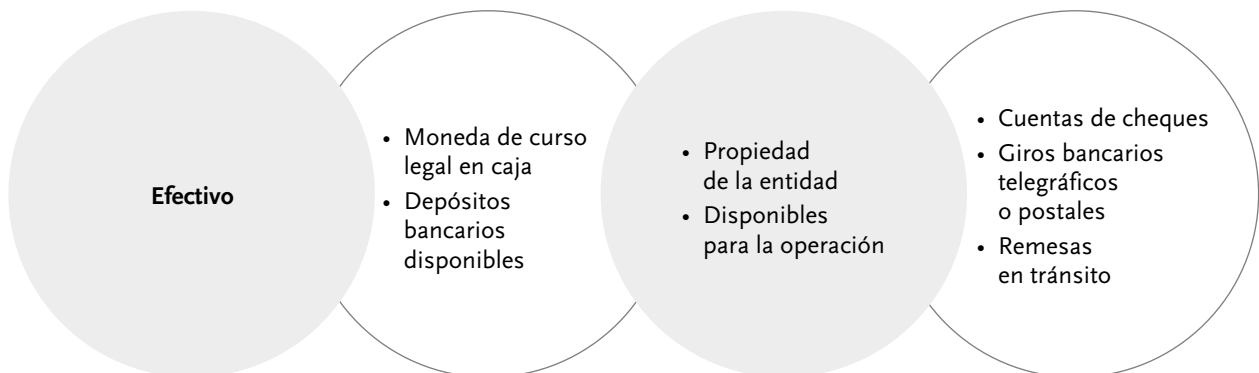 Efectivo
• Moneda de curso
legal en caja
• Depósitos
bancarios
disponibles
• Propiedad
de la entidad
• Disponibles
para la operación
• Cuentas de cheques
• Giros bancarios
telegráficos
o postales
• Remesas
en tránsito